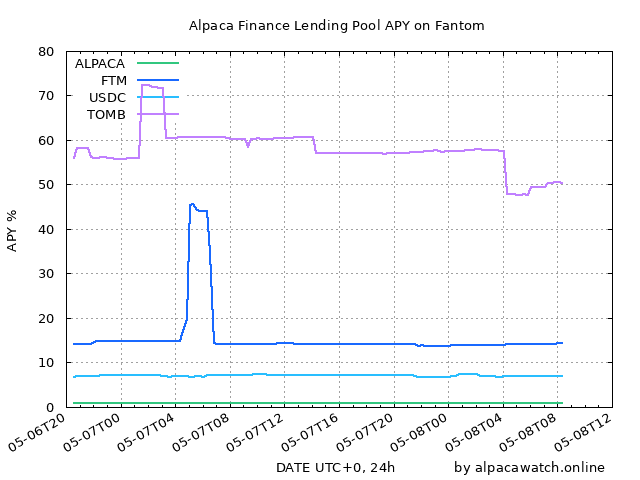 Alpaca Finance Lending Pool APY on Fantom
ALPACA
FTM
USDC
TOMB
80
70
60
50
40
30
20
10
0
APY %
05-06T20
05-07T00
05-07T04
05-07T08
05-07T12
05-07T16
05-07T20
05-08T00
05-08T04
05-08T08
05-08T12
DATE UTC+0, 24h
by alpacawatch.online